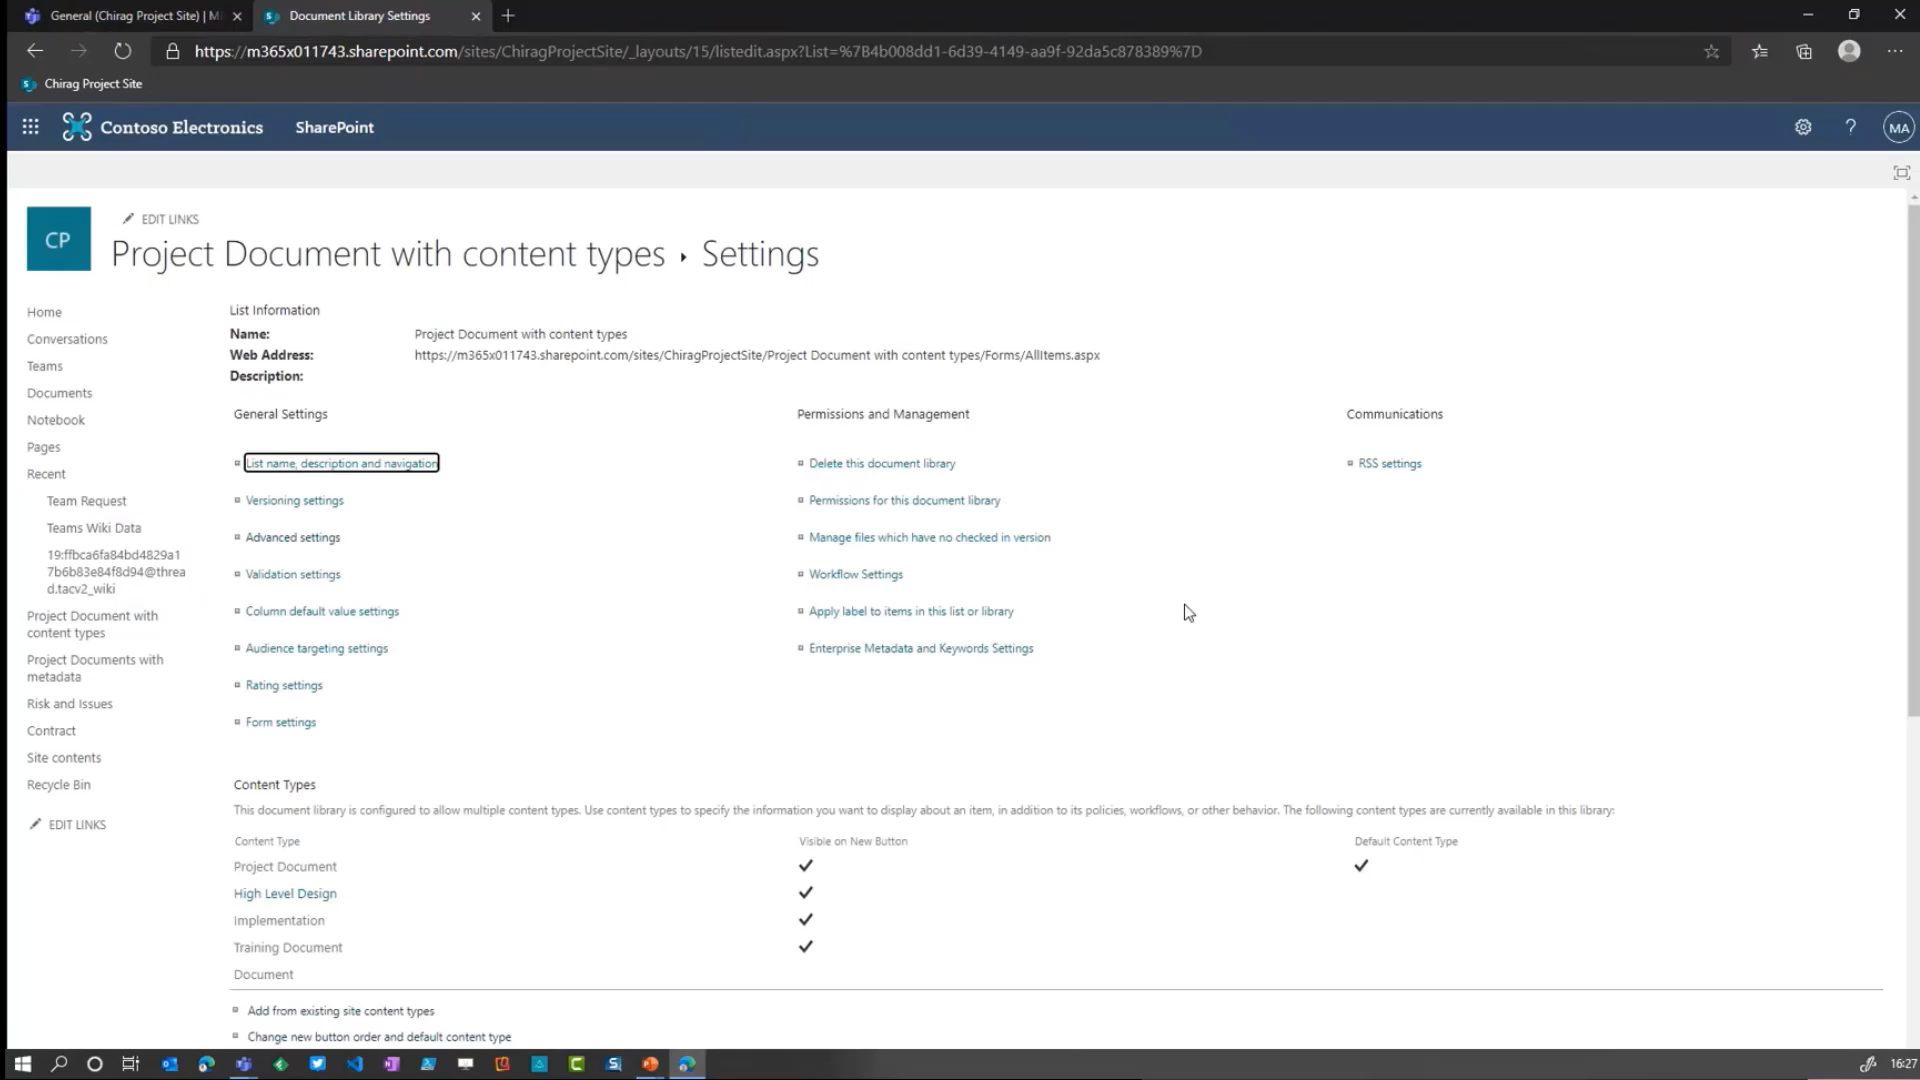 General (Chirag Project Site) | Mi
Document Library Settings
https://m365x011743.sharepoint.com/sites/ChiragProjectSite/_layouts/15/listedit.aspx?List=%7B4b008dd1-6d39-4149-aa9f-92da5c878389%7D
Chirag Project Site
Contoso Electronics SharePoint
MA
CP
EDIT LINKS
Project Document with content types ▸ Settings
Home
Conversations
Teams
Documents
Notebook
Pages
Recent
Team Request
Teams Wiki Data
19:ffbca6fa84bd4829a1
7b6b83e84f8d94@threa
d.tacv2_wiki
Project Document with
content types
Project Documents with
metadata
Risk and Issues
Contract
Site contents
Recycle Bin
EDIT LINKS
List Information
Name: Project Document with content types
Web Address: https://m365x011743.sharepoint.com/sites/ChiragProjectSite/Project Document with content types/Forms/AllItems.aspx
Description:
General Settings
List name, description and navigation
Versioning settings
Advanced settings
Validation settings
Column default value settings
Audience targeting settings
Rating settings
Form settings
Permissions and Management
Delete this document library
Permissions for this document library
Manage files which have no checked in version
Workflow Settings
Apply label to items in this list or library
Enterprise Metadata and Keywords Settings
Communications
RSS settings
Content Types
This document library is configured to allow multiple content types. Use content types to specify the information you want to display about an item, in addition to its policies, workflows, or other behavior. The following content types are currently available in this library:
Content Type Visible on New Button Default Content Type
Project Document
High Level Design
Implementation
Training Document
Document
Add from existing site content types
Change new button order and default content type
16:27